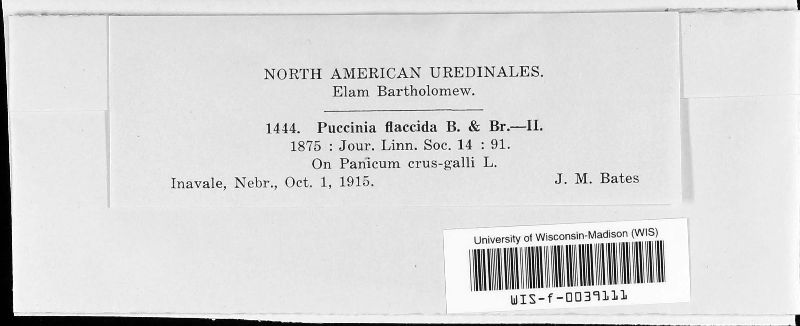 NORTH AMERICAN UREDINALES.
Elam Bartholomew.
1444. Puccinia flaccida B. & Br.—II.
1875 : Jour. Linn. Soc. 14 : 91.
On Panicum crus-galli L.
Inavale, Nebr., Oct. 1, 1915. J. M. Bates
University of Wisconsin-Madison (WIS)
WIS-f-0039111